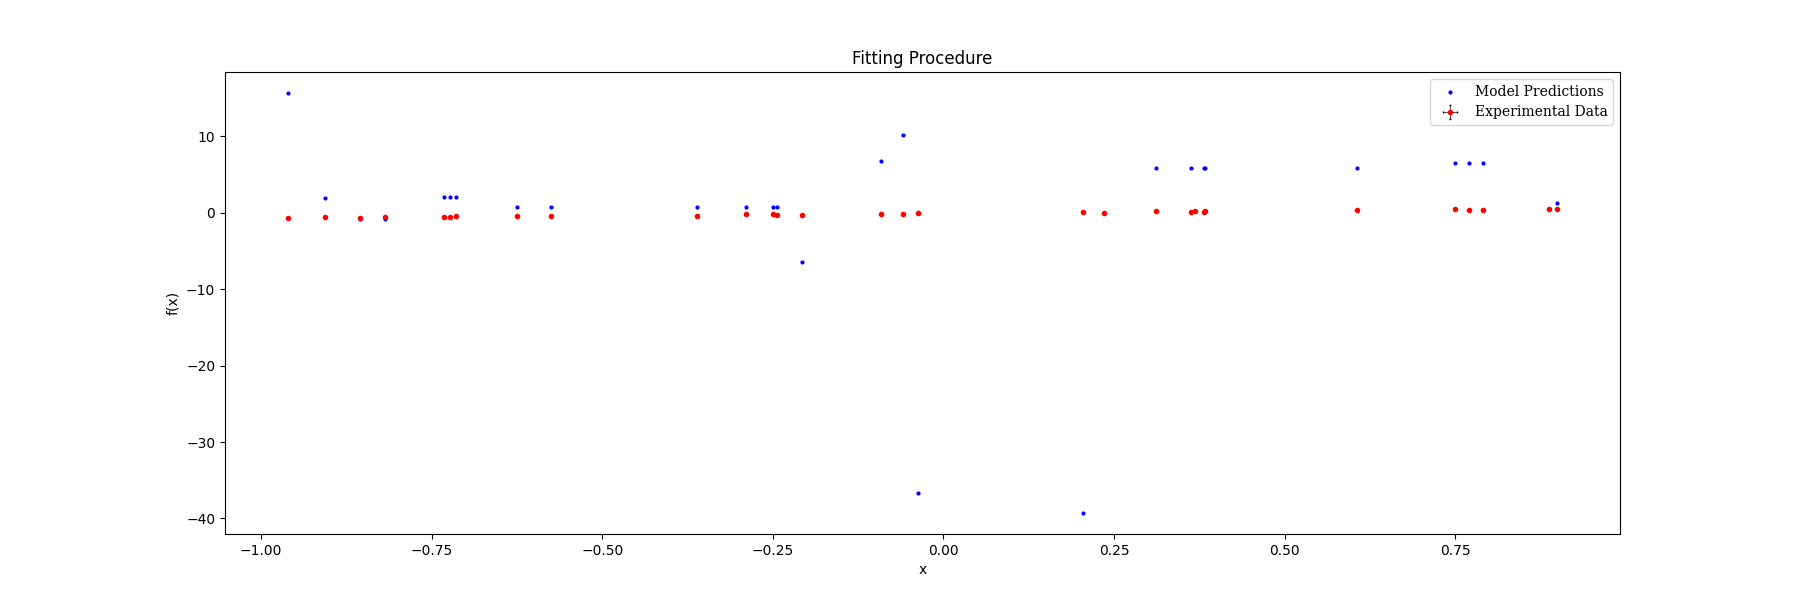 Fitting Procedure
Model Predictions
Experimental Data
f(x)
10
0
−10
−20
−30
−40
−1.00
−0.75
−0.50
−0.25
0.00
0.25
0.50
0.75
x